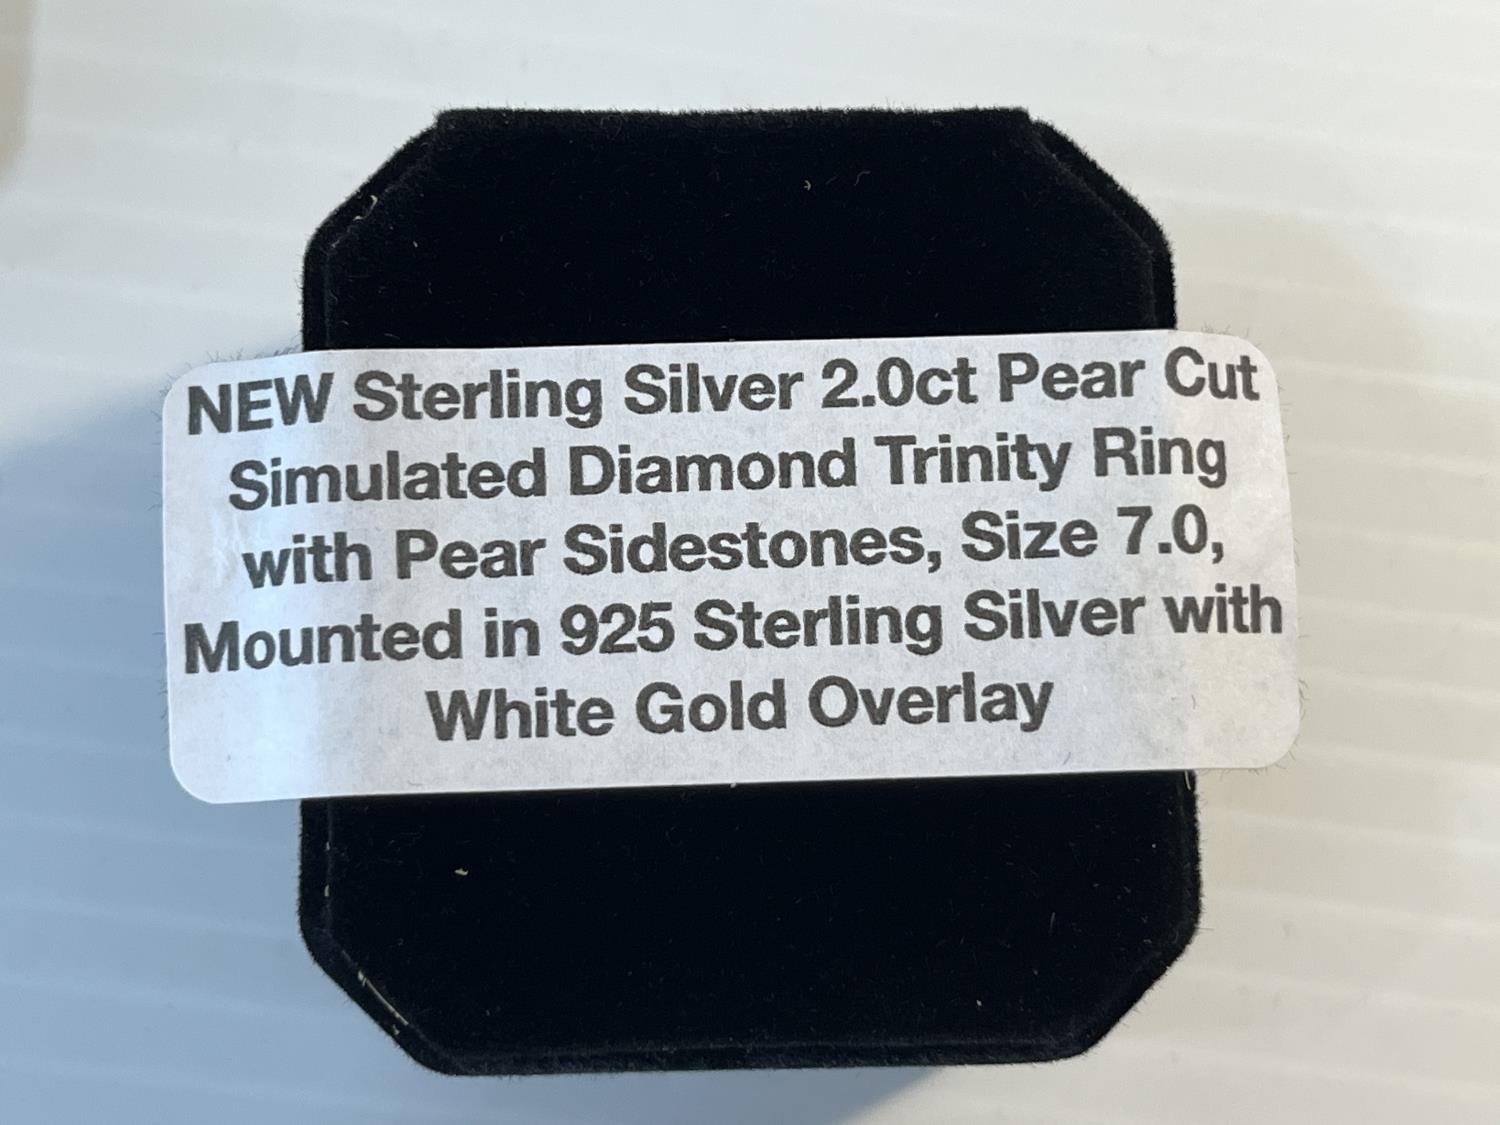 NEW Sterling Silver 2.0ct Pear Cut
Simulated Diamond Trinity Ring
with Pear Sidestones, Size 7.0,
Mounted in 925 Sterling Silver with
White Gold Overlay